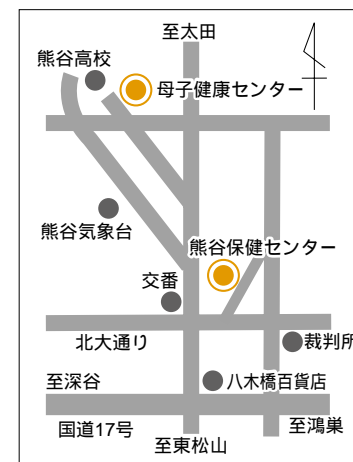 至太田
熊谷高校
母子健康センター
熊谷気象台
熊谷保健センター
交番
北大通り
裁判所
至深谷
八木橋百貨店
国道17号
至鴻巣
至東松山